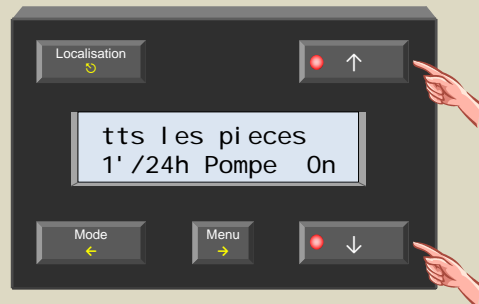 Localisation
↑
tts les pieces
1'/24h Pompe On
Mode
←
Menu
→
↓